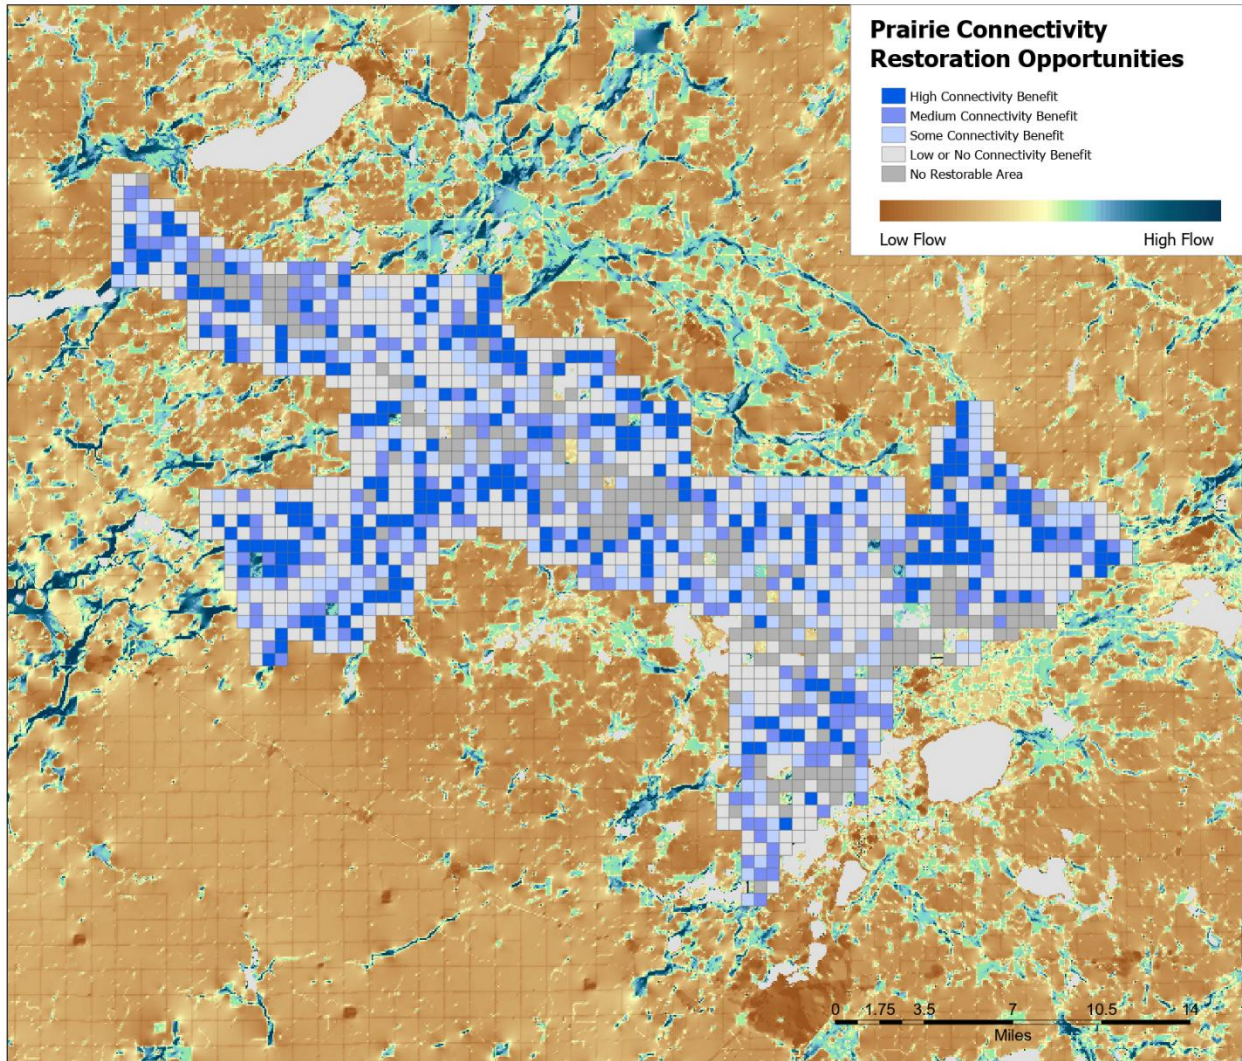 Prairie Connectivity
Restoration Opportunities
High Connectivity Benefit
Medium Connectivity Benefit
Some Connectivity Benefit
Low or No Connectivity Benefit
No Restorable Area
Low Flow High Flow
1
0 1.75 3.5 7 10.5 14
Miles